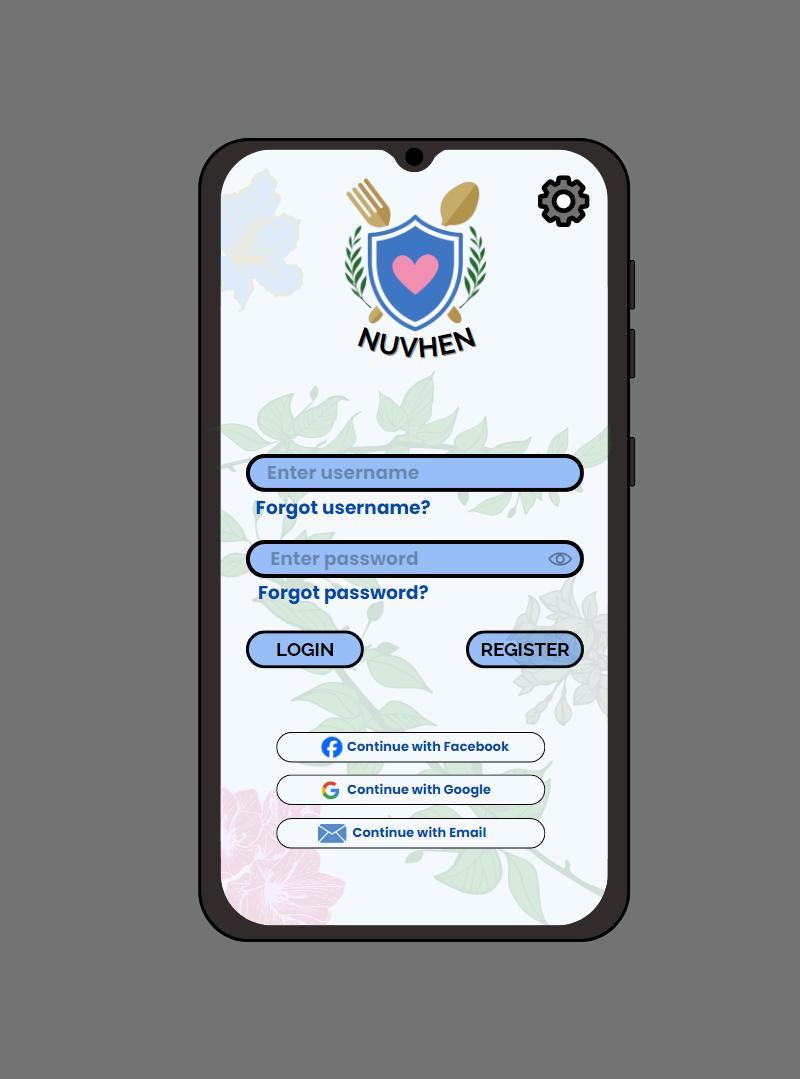 NUVHEN
Enter username
Forgot username?
Enter password
Forgot password?
LOGIN
REGISTER
Continue with Facebook
Continue with Google
Continue with Email